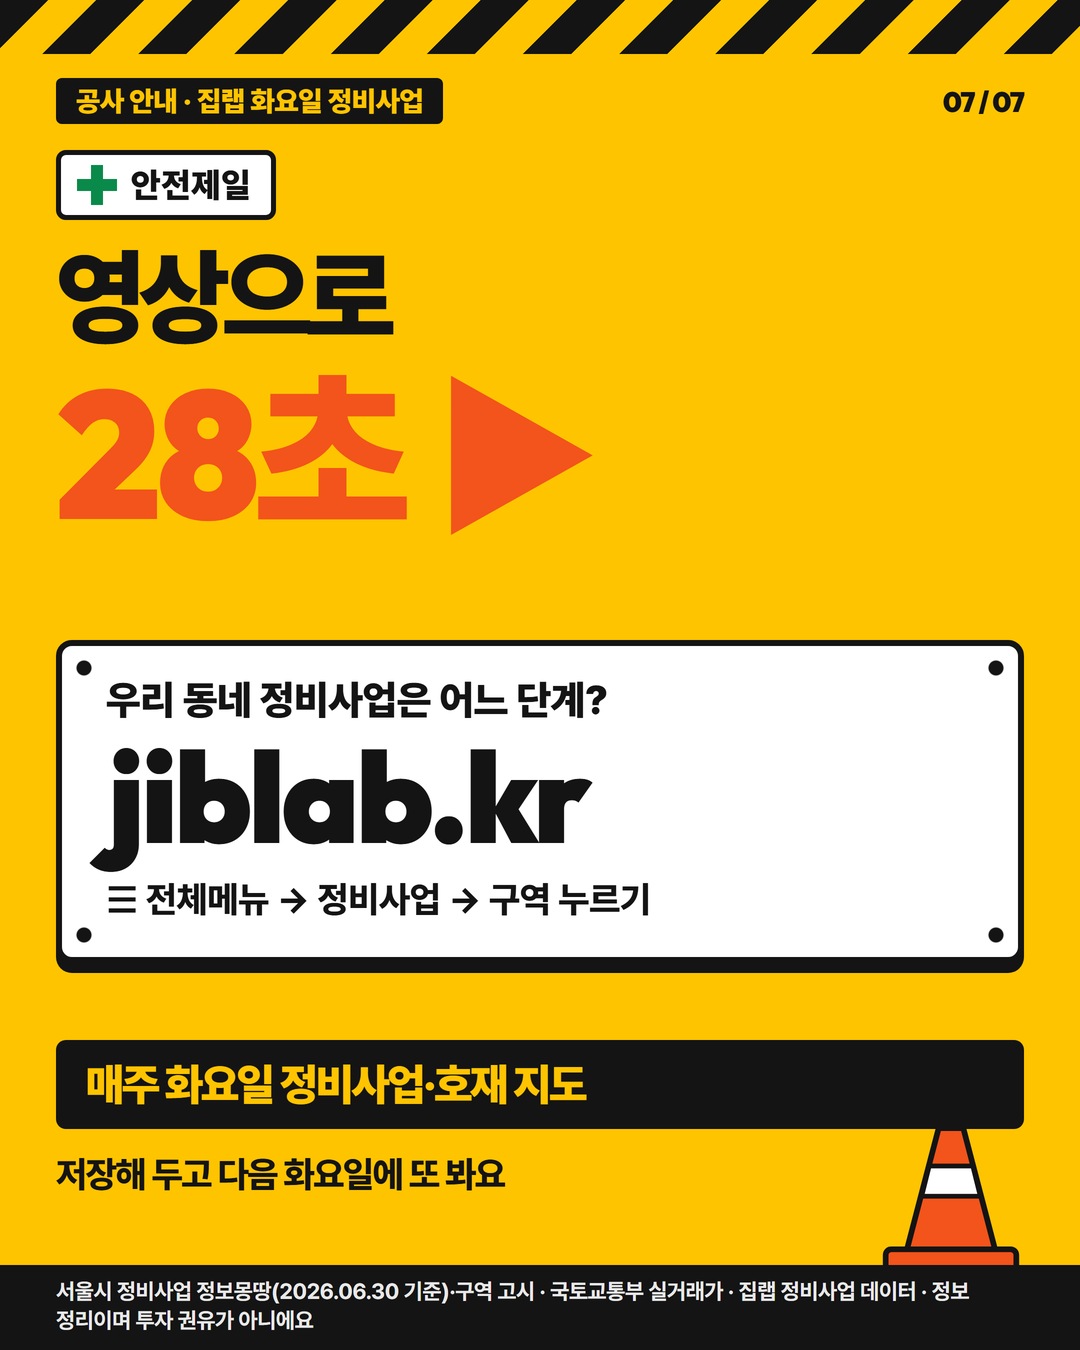 공사 안내 · 집랩 화요일 정비사업
07 / 07
안전제일
영상으로
28초
우리 동네 정비사업은 어느 단계?
jiblab.kr
☰ 전체메뉴 → 정비사업 → 구역 누르기
매주 화요일 정비사업·호재 지도
저장해 두고 다음 화요일에 또 봐요
서울시 정비사업 정보몽땅(2026.06.30 기준)·구역 고시 · 국토교통부 실거래가 · 집랩 정비사업 데이터 · 정보
정리이며 투자 권유가 아니에요